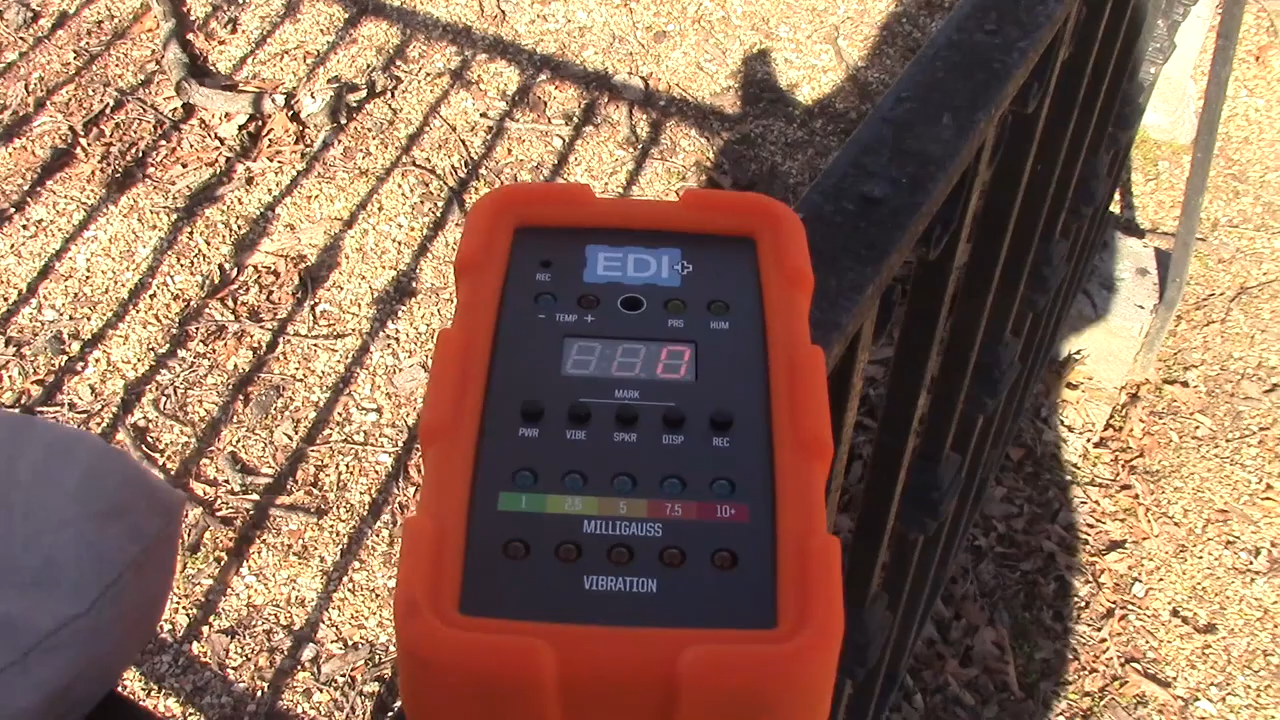 EDI+
REC
- TEMP + PRS HUM
0
MARK
PWR VIBE SPKR DISP REC
1 2.5 5 7.5 10+
MILLIGAUSS
VIBRATION